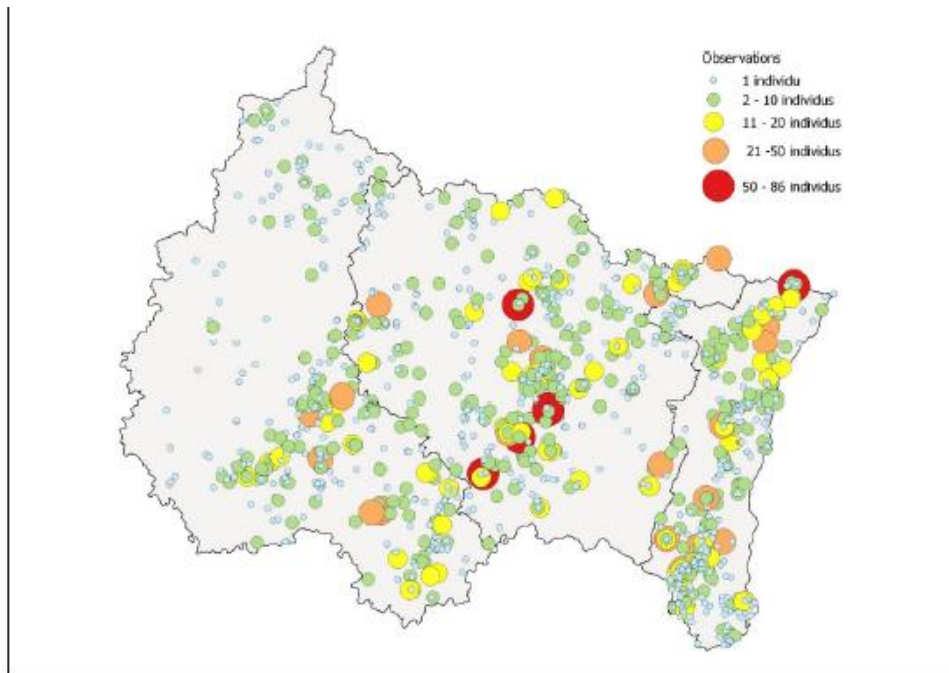 Observations
1 individu
2 - 10 individus
11 - 20 individus
21 -50 individus
50 - 86 individus